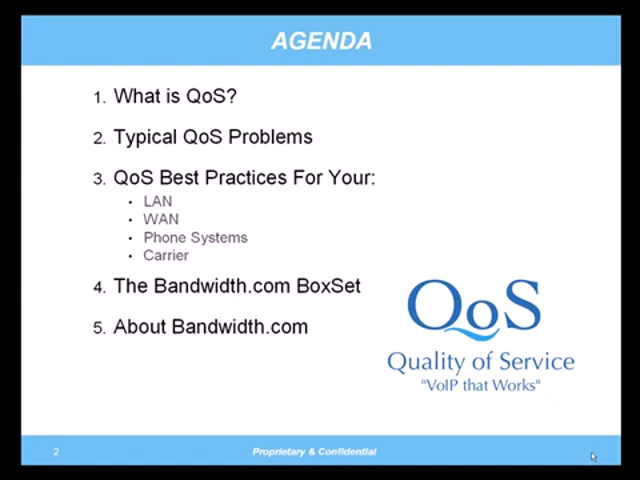 AGENDA
1. What is QoS?
2. Typical QoS Problems
3. QoS Best Practices For Your:
• LAN
• WAN
• Phone Systems
• Carrier
4. The Bandwidth.com BoxSet
5. About Bandwidth.com
QoS
Quality of Service
"VoIP that Works"
2 Proprietary & Confidential